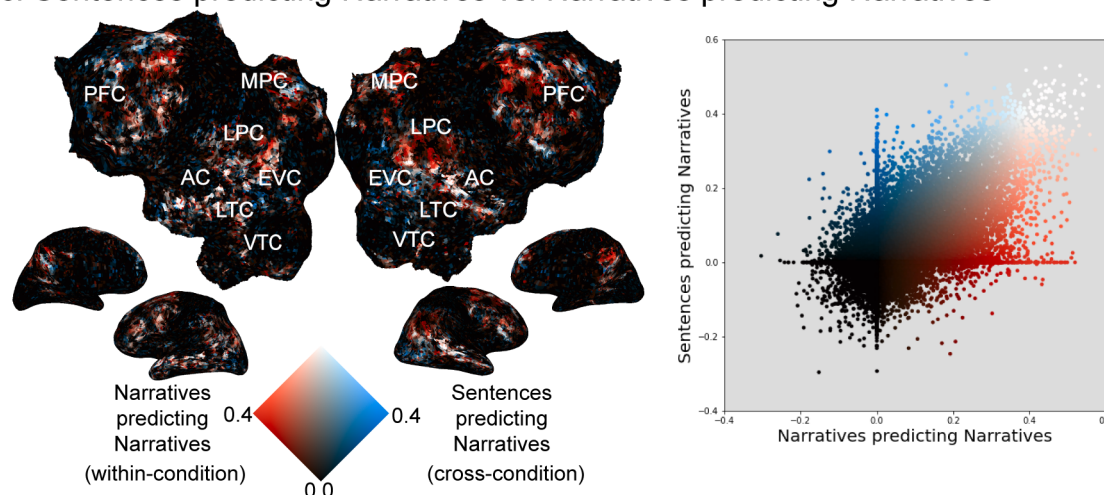 Sentences predicting Narratives vs. Narratives predicting Narratives
MPC MPC
PFC PFC
LPC LPC
AC EVC EVC AC
LTC LTC
VTC VTC
Narratives
predicting
Narratives
(within-condition)
0.4 0.4
0.0
Sentences
predicting
Narratives
(cross-condition)
Sentences predicting Narratives
0.6
0.4
0.2
0.0
−0.2
−0.4
−0.4 −0.2 0.0 0.2 0.4
Narratives predicting Narratives